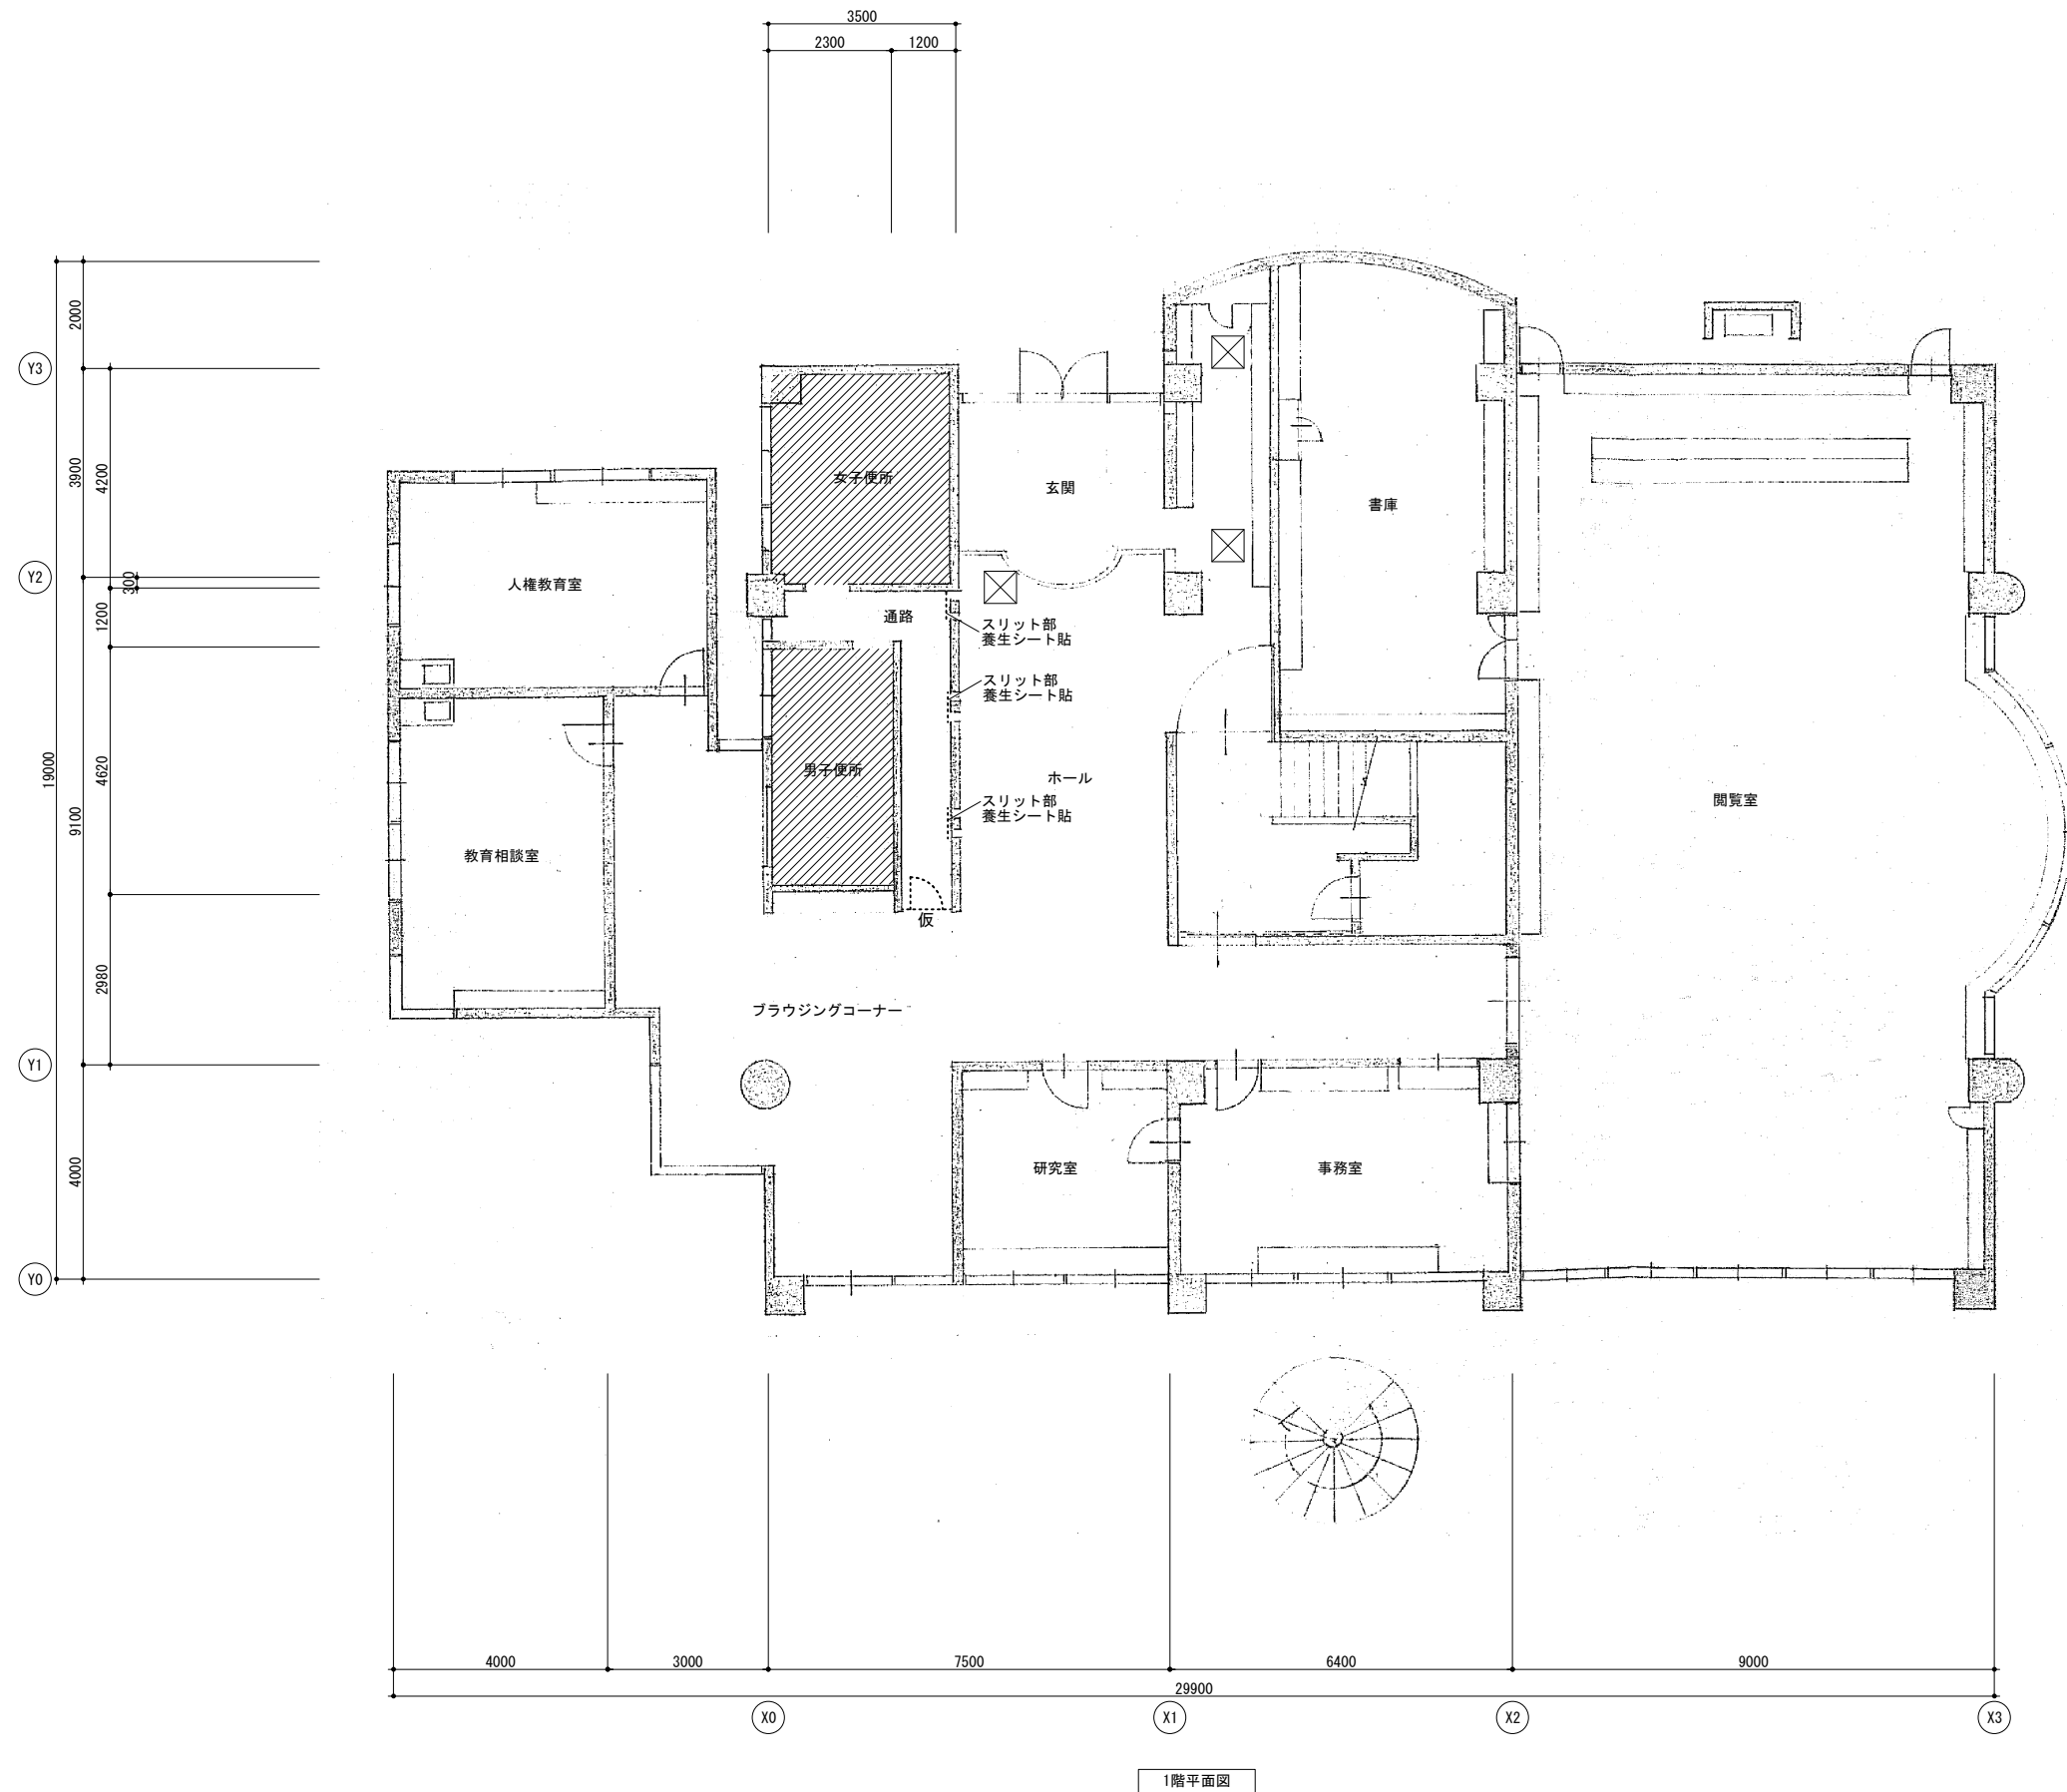 3500
2300
1200
2000
Y3
3900
4200
女子便所
玄関
書庫
Y2
300
人権教育室
1200
通路
スリット部
養生シート貼
スリット部
養生シート貼
19000
9100
4620
男子便所
ホール
閲覧室
スリット部
養生シート貼
教育相談室
仮
2980
ブラウジングコーナー
Y1
4000
研究室
事務室
Y0
4000
3000
7500
6400
9000
29900
X0
X1
X2
X3
1階平面図